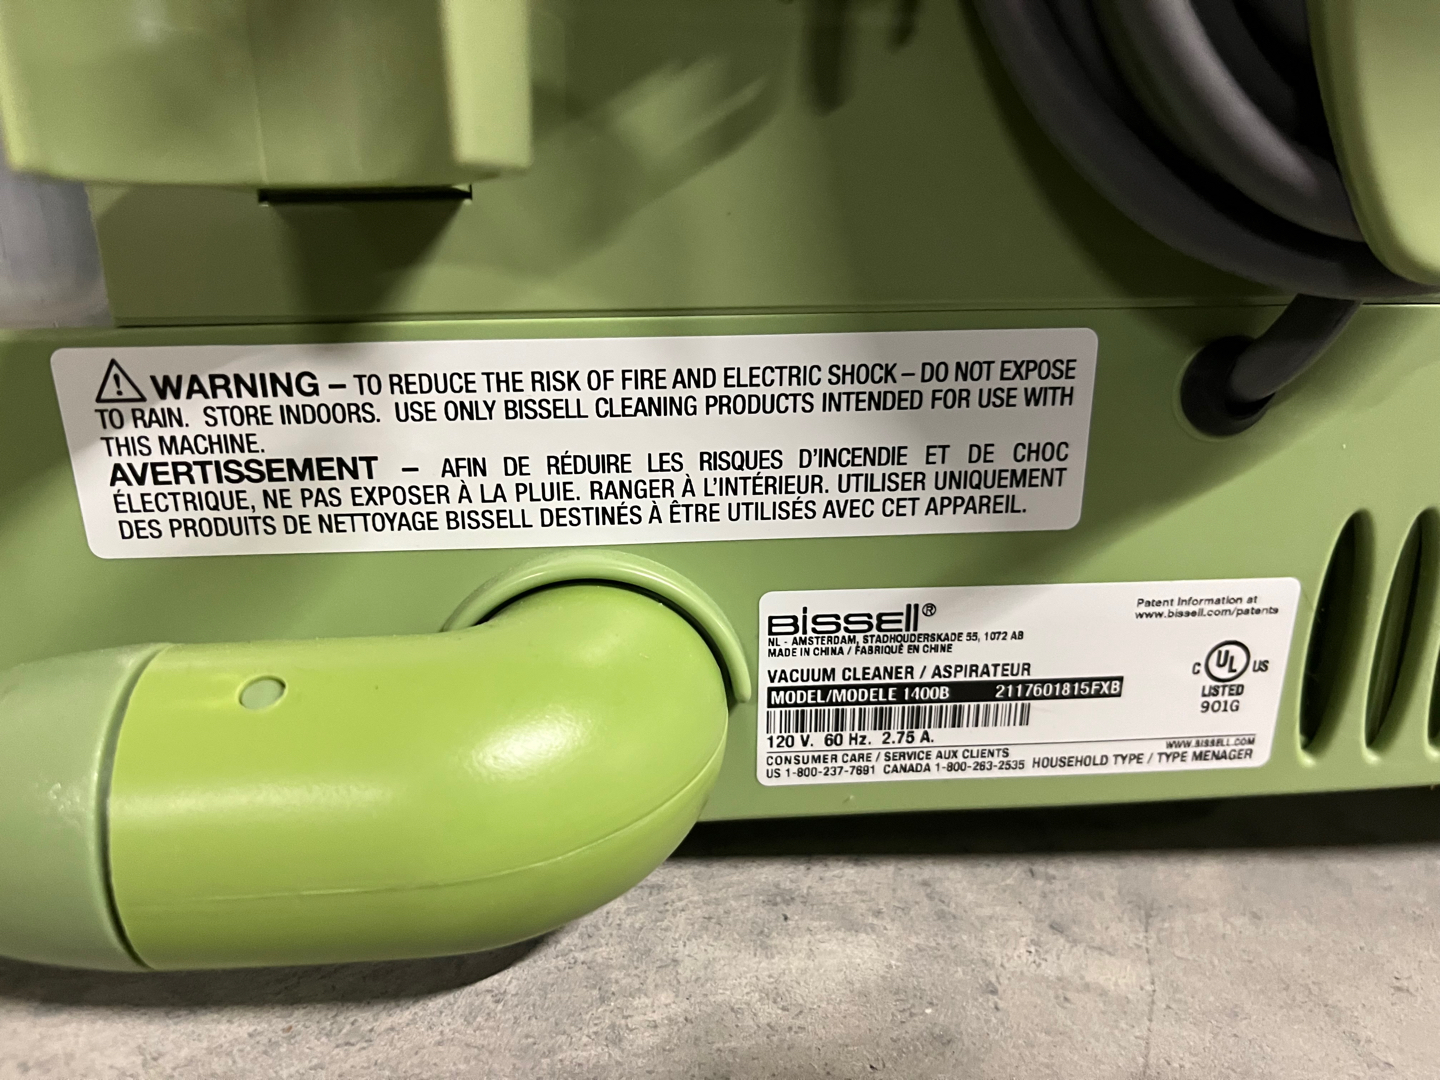 WARNING – TO REDUCE THE RISK OF FIRE AND ELECTRIC SHOCK – DO NOT EXPOSE
TO RAIN. STORE INDOORS. USE ONLY BISSELL CLEANING PRODUCTS INTENDED FOR USE WITH
THIS MACHINE.
AVERTISSEMENT – AFIN DE RÉDUIRE LES RISQUES D'INCENDIE ET DE CHOC
ÉLECTRIQUE, NE PAS EXPOSER À LA PLUIE. RANGER À L'INTÉRIEUR. UTILISER UNIQUEMENT
DES PRODUITS DE NETTOYAGE BISSELL DESTINÉS À ÊTRE UTILISÉS AVEC CET APPAREIL.
BISSELL®
NL - AMSTERDAM, STADHOUDERSKADE 55, 1072 AB
MADE IN CHINA / FABRIQUÉ EN CHINE
Patent Information at
www.bissell.com/patents
VACUUM CLEANER / ASPIRATEUR
MODEL/MODELE 1400B 2117601815FXB
C UL US
LISTED
901G
120 V. 60 Hz. 2.75 A.
CONSUMER CARE / SERVICE AUX CLIENTS
US 1-800-237-7691 CANADA 1-800-263-2535
WWW.BISSELL.COM
HOUSEHOLD TYPE / TYPE MENAGER